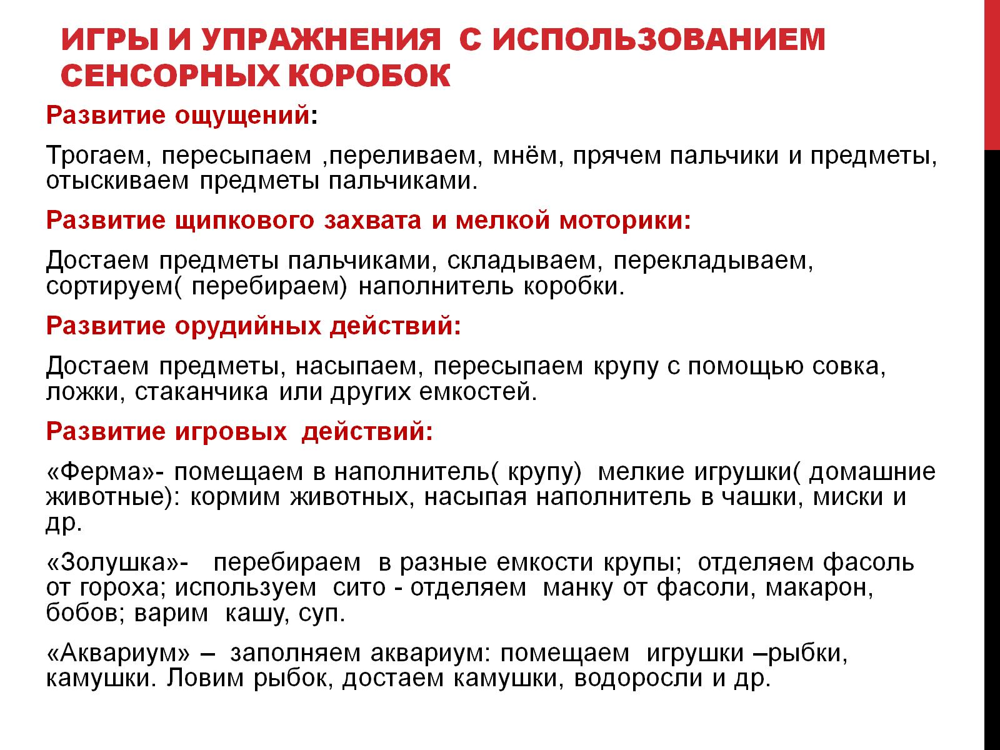 ИГРЫ И УПРАЖНЕНИЯ  С ИСПОЛЬЗОВАНИЕМ
СЕНСОРНЫХ КОРОБОК
Развитие ощущений:
Трогаем, пересыпаем ,переливаем, мнём, прячем пальчики и предметы,
отыскиваем предметы пальчиками.
Развитие щипкового захвата и мелкой моторики:
Достаем предметы пальчиками, складываем, перекладываем,
сортируем( перебираем) наполнитель коробки.
Развитие орудийных действий:
Достаем предметы, насыпаем, пересыпаем крупу с помощью совка,
ложки, стаканчика или других емкостей.
Развитие игровых  действий:
«Ферма»- помещаем в наполнитель( крупу)  мелкие игрушки( домашние
животные): кормим животных, насыпая наполнитель в чашки, миски и
др.
«Золушка»-   перебираем  в разные емкости крупы;  отделяем фасоль
от гороха; используем  сито - отделяем  манку от фасоли, макарон,
бобов; варим  кашу, суп.
«Аквариум» –  заполняем аквариум: помещаем  игрушки –рыбки,
камушки. Ловим рыбок, достаем камушки, водоросли и др.